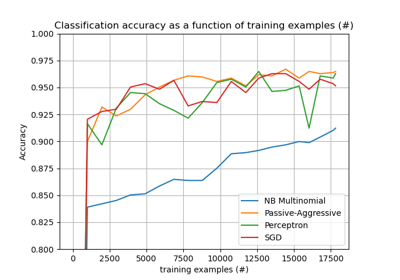 Classification accuracy as a function of training examples (#)
1.000
0.975
0.950
0.925
0.900
0.875
0.850
0.825
0.800
Accuracy
NB Multinomial
Passive-Aggressive
Perceptron
SGD
0 2500 5000 7500 10000 12500 15000 17500
training examples (#)